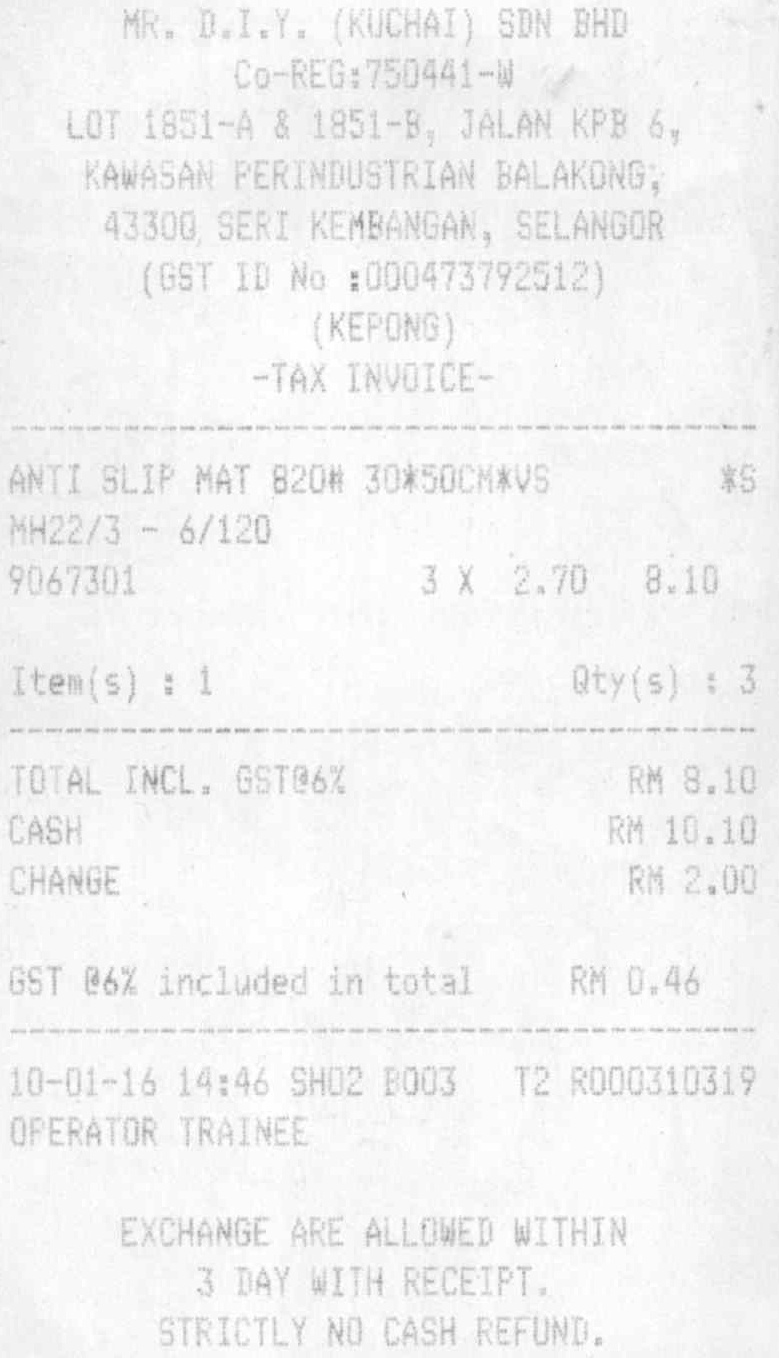 MR. D.I.Y. (KUCHAI) SDN BHD
Co-REG:750441-W
LOT 1851-A & 1851-B, JALAN KPB 6,
KAWASAN PERINDUSTRIAN BALAKONG,
43300 SERI KEMBANGAN, SELANGOR
(GST ID No :000473792512)
(KEPONG)
-TAX INVOICE-
ANTI SLIP MAT 820# 30*50CM*VS *S
MH22/3 - 6/120
9067301 3 X 2.70 8.10
Item(s) : 1 Qty(s) : 3
TOTAL INCL. GST@6% RM 8.10
CASH RM 10.10
CHANGE RM 2.00
GST @6% included in total RM 0.46
10-01-16 14:46 SH02 B003 T2 R000310319
OPERATOR TRAINEE
EXCHANGE ARE ALLOWED WITHIN
3 DAY WITH RECEIPT.
STRICTLY NO CASH REFUND.